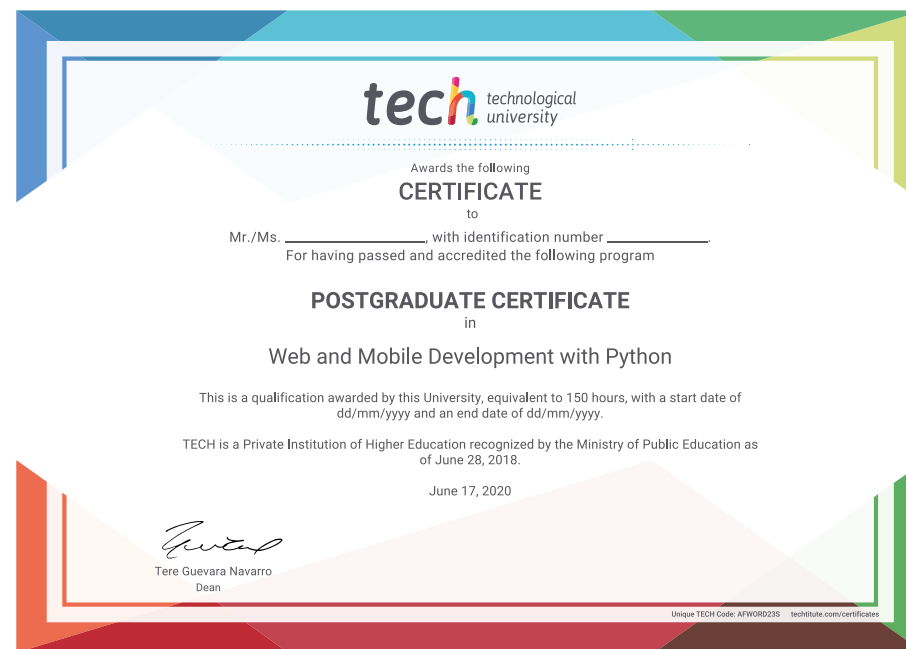 tech technological
university
Awards the following
CERTIFICATE
to
Mr./Ms. ____________________, with identification number ______________.
For having passed and accredited the following program
POSTGRADUATE CERTIFICATE
in
Web and Mobile Development with Python
This is a qualification awarded by this University, equivalent to 150 hours, with a start date of
dd/mm/yyyy and an end date of dd/mm/yyyy.
TECH is a Private Institution of Higher Education recognized by the Ministry of Public Education as
of June 28, 2018.
June 17, 2020
Tere Guevara Navarro
Dean
Unique TECH Code: AFWORD23S techtitute.com/certificates